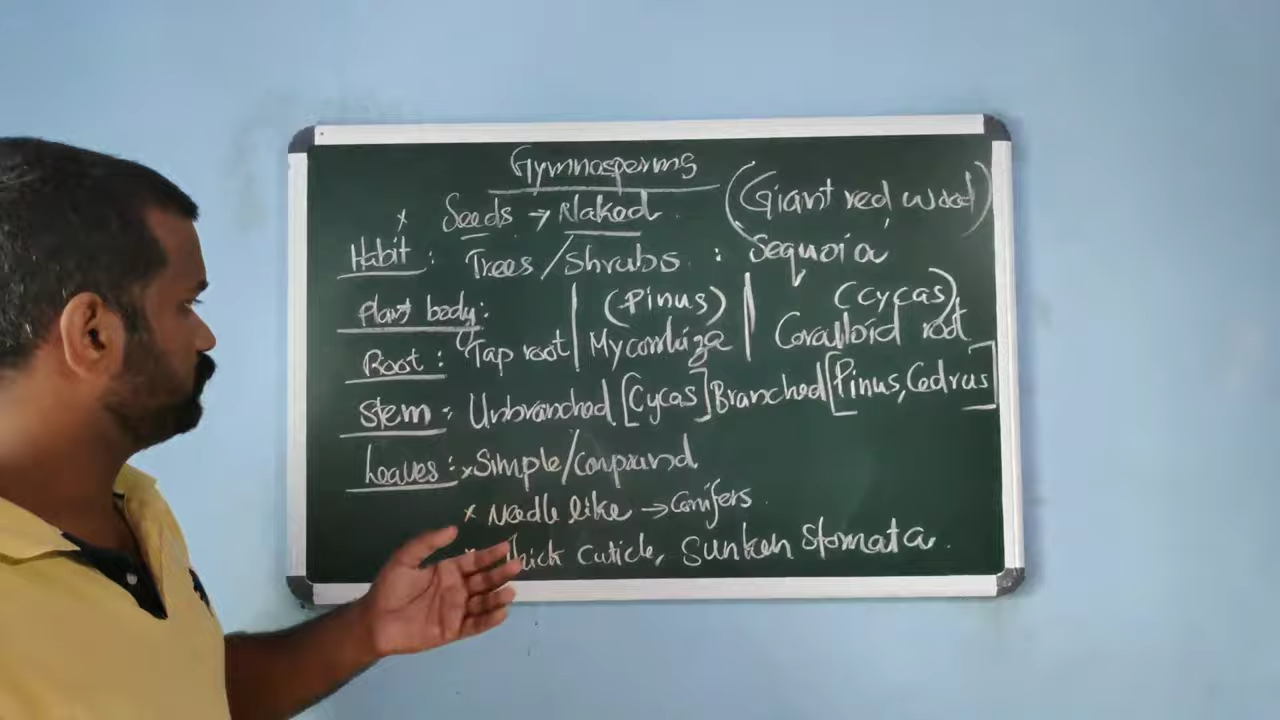 Gymnosperms
x Seeds → Naked (Giant red wood)
Habit : Trees/Shrubs : Sequoia
Plant body: (Pinus) (Cycas)
Root : Tap root | Mycorrhiza | Coralloid root
Stem : Unbranched [Cycas] Branched [Pinus, Cedrus]
Leaves : x Simple/Compound
x Needle like → Conifers
x Thick cuticle, Sunken Stomata.